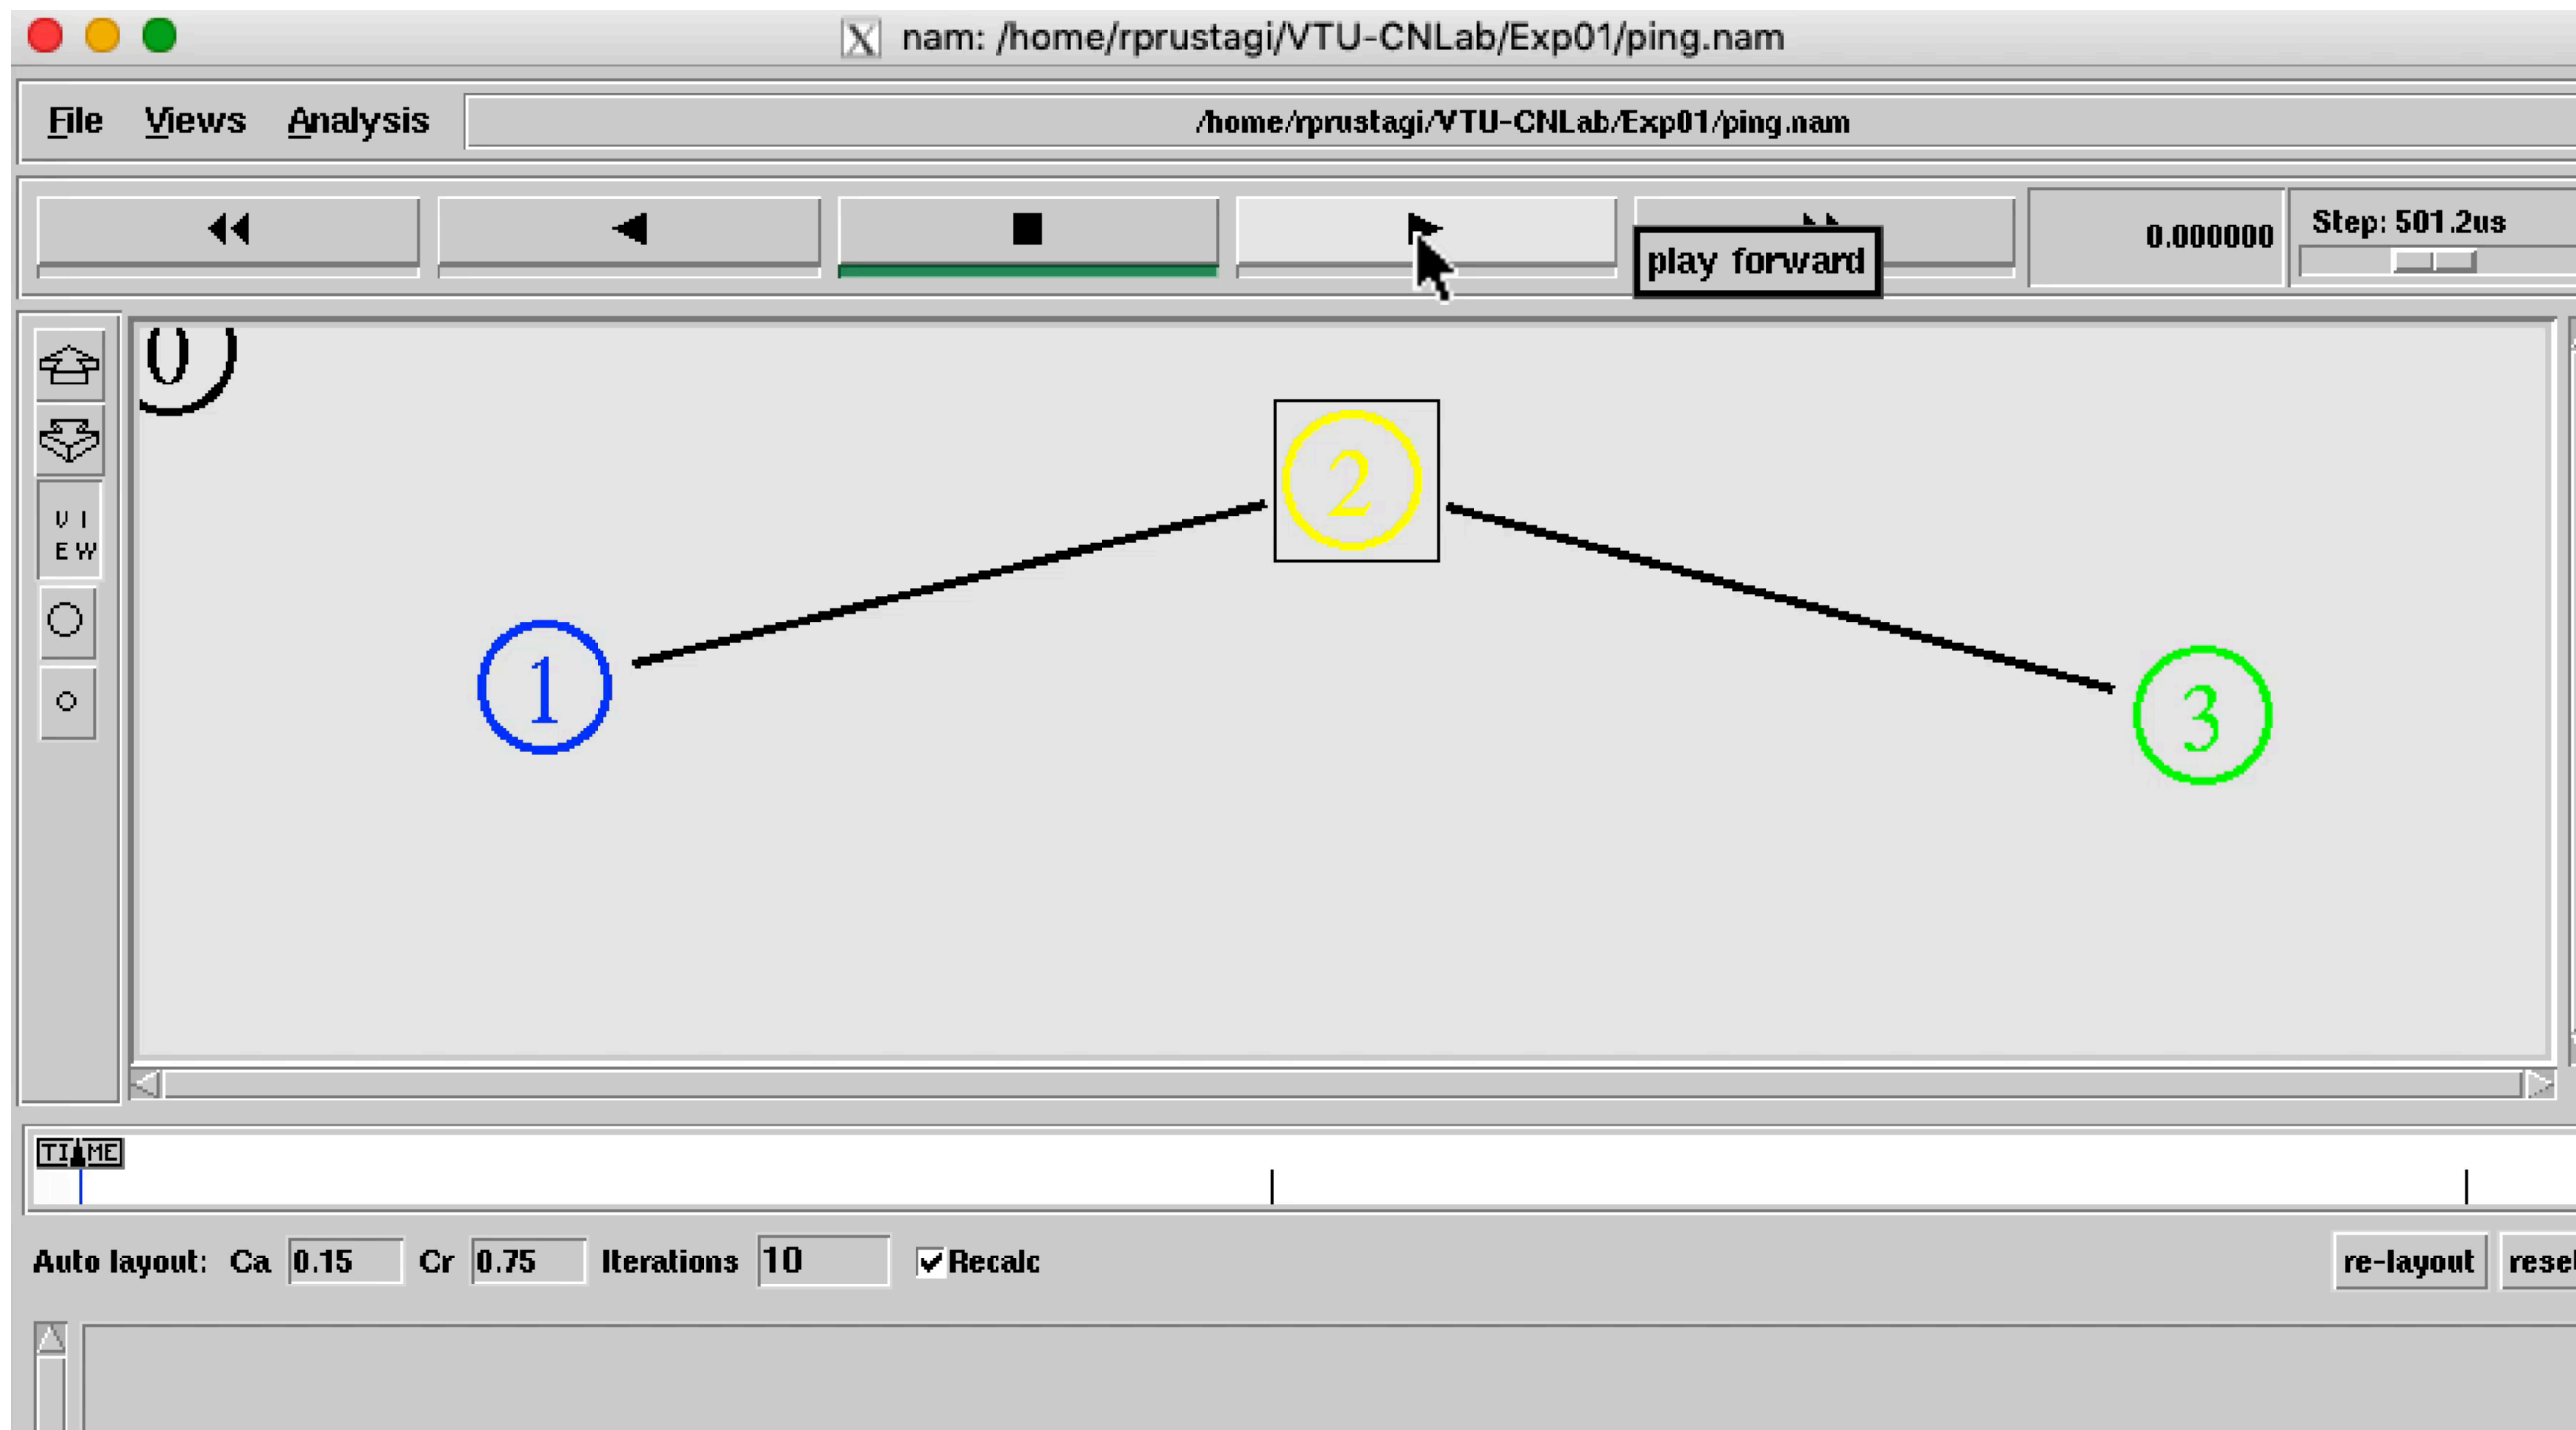 nam: /home/rprustagi/VTU-CNLab/Exp01/ping.nam
File Views Analysis /home/rprustagi/VTU-CNLab/Exp01/ping.nam
0.000000 Step: 501.2us
play forward
0
2
1
3
VI
EW
TIME
Auto layout: Ca 0.15 Cr 0.75 Iterations 10 Recalc re-layout